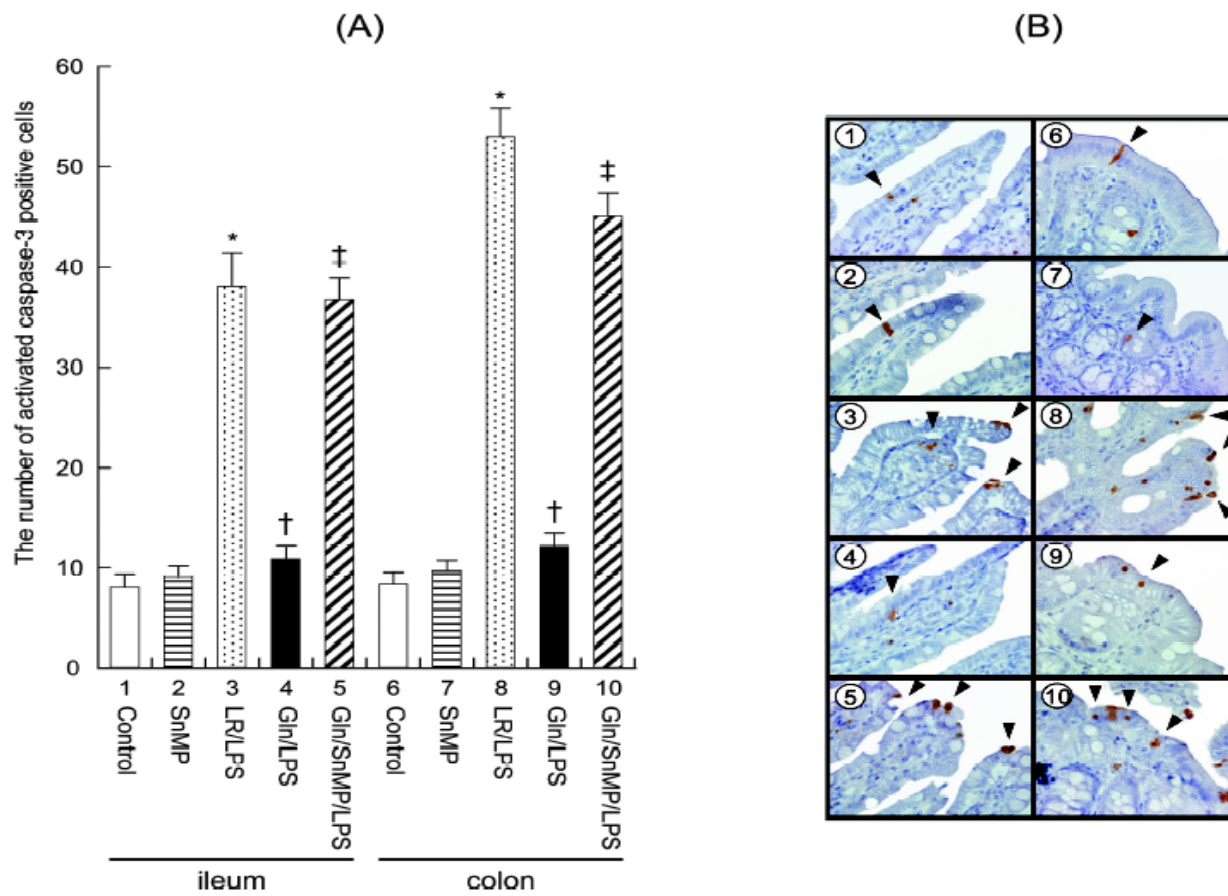 (A)
The number of activated caspase-3 positive cells
60
50
40
30
20
10
0
*
‡
†
*
‡
†
1 Control
2 SnMP
3 LR/LPS
4 Gln/LPS
5 Gln/SnMP/LPS
6 Control
7 SnMP
8 LR/LPS
9 Gln/LPS
10 Gln/SnMP/LPS
ileum
colon
(B)
1
6
2
7
3
8
4
9
5
10